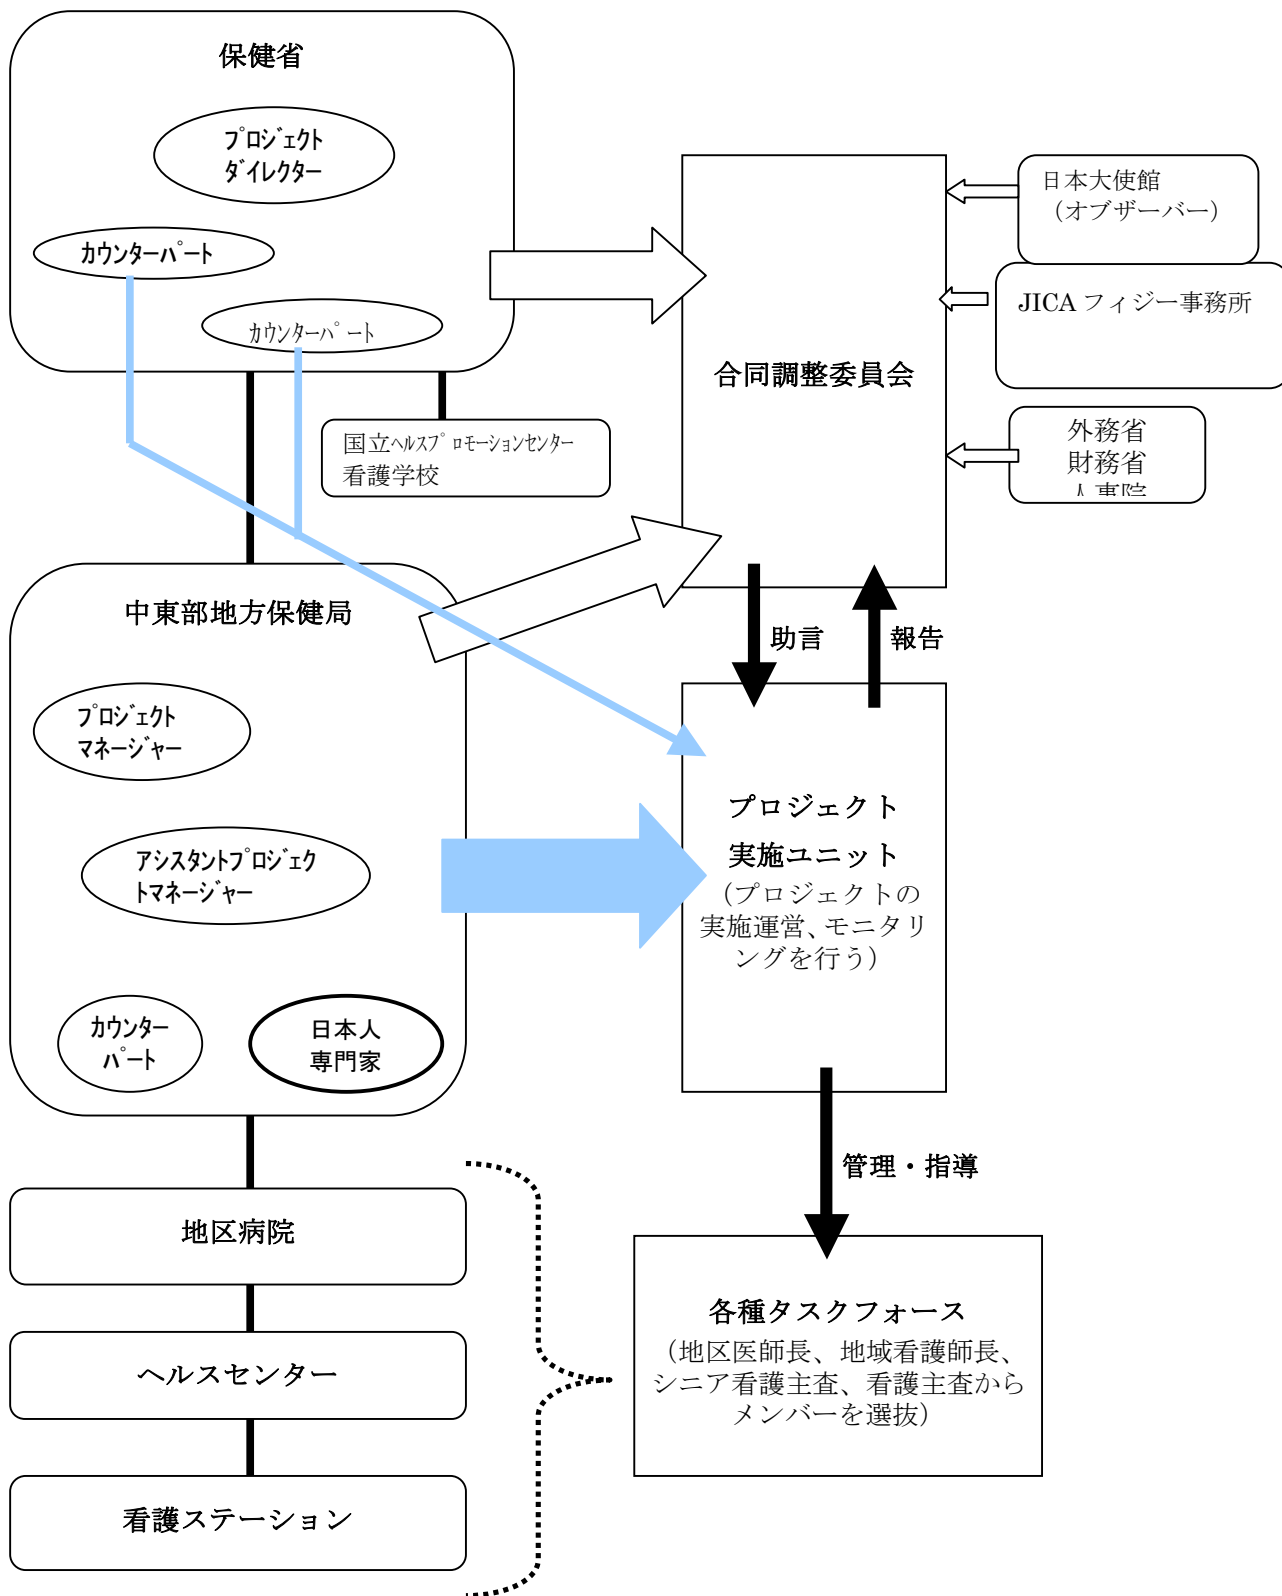 保健省
プロジェクト
ダイレクター
カウンターパート
カウンターパート
国立ヘルスプロモーションセンター
看護学校
日本大使館
（オブザーバー）
JICA フィジー事務所
合同調整委員会
外務省
財務省
人事院
中東部地方保健局
助言
報告
プロジェクト
マネージャー
アシスタントプロジェク
トマネージャー
カウンター
パート
日本人
専門家
プロジェクト
実施ユニット
（プロジェクトの
実施運営、モニタリ
ングを行う）
管理・指導
地区病院
ヘルスセンター
看護ステーション
各種タスクフォース
（地区医師長、地域看護師長、
シニア看護主査、看護主査から
メンバーを選抜）